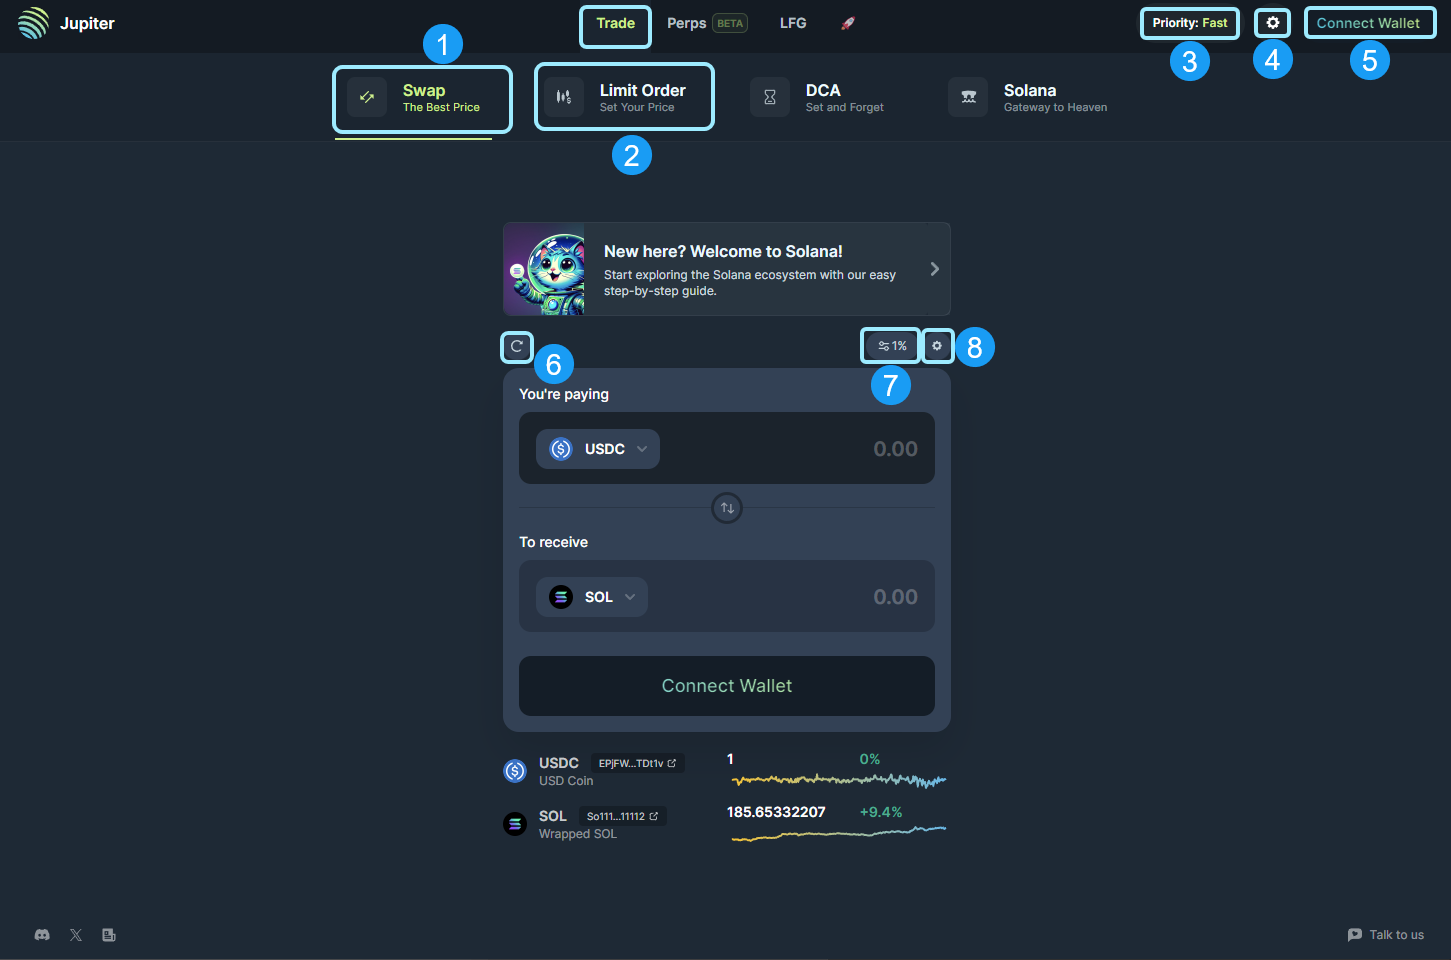 Jupiter
Trade
Perps BETA
LFG
Priority: Fast
Connect Wallet
1
3
4
5
Swap
The Best Price
Limit Order
Set Your Price
DCA
Set and Forget
Solana
Gateway to Heaven
2
New here? Welcome to Solana!
Start exploring the Solana ecosystem with our easy
step-by-step guide.
1%
6
8
7
You're paying
USDC
0.00
To receive
SOL
0.00
Connect Wallet
USDC EPjFW...TDt1v
USD Coin
1
0%
SOL So111...11112
Wrapped SOL
185.65332207
+9.4%
Talk to us